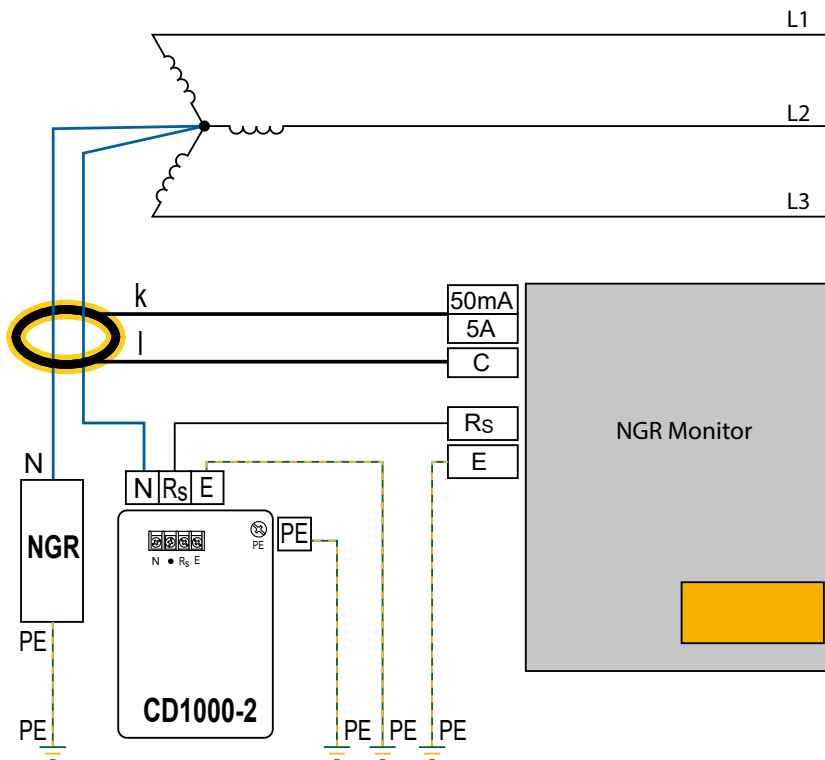 L1
L2
L3
k
50mA
5A
l
C
Rs
E
NGR Monitor
N
N Rs E
NGR
PE
PE
N • Rs E
PE
CD1000-2
PE
PE PE PE PE